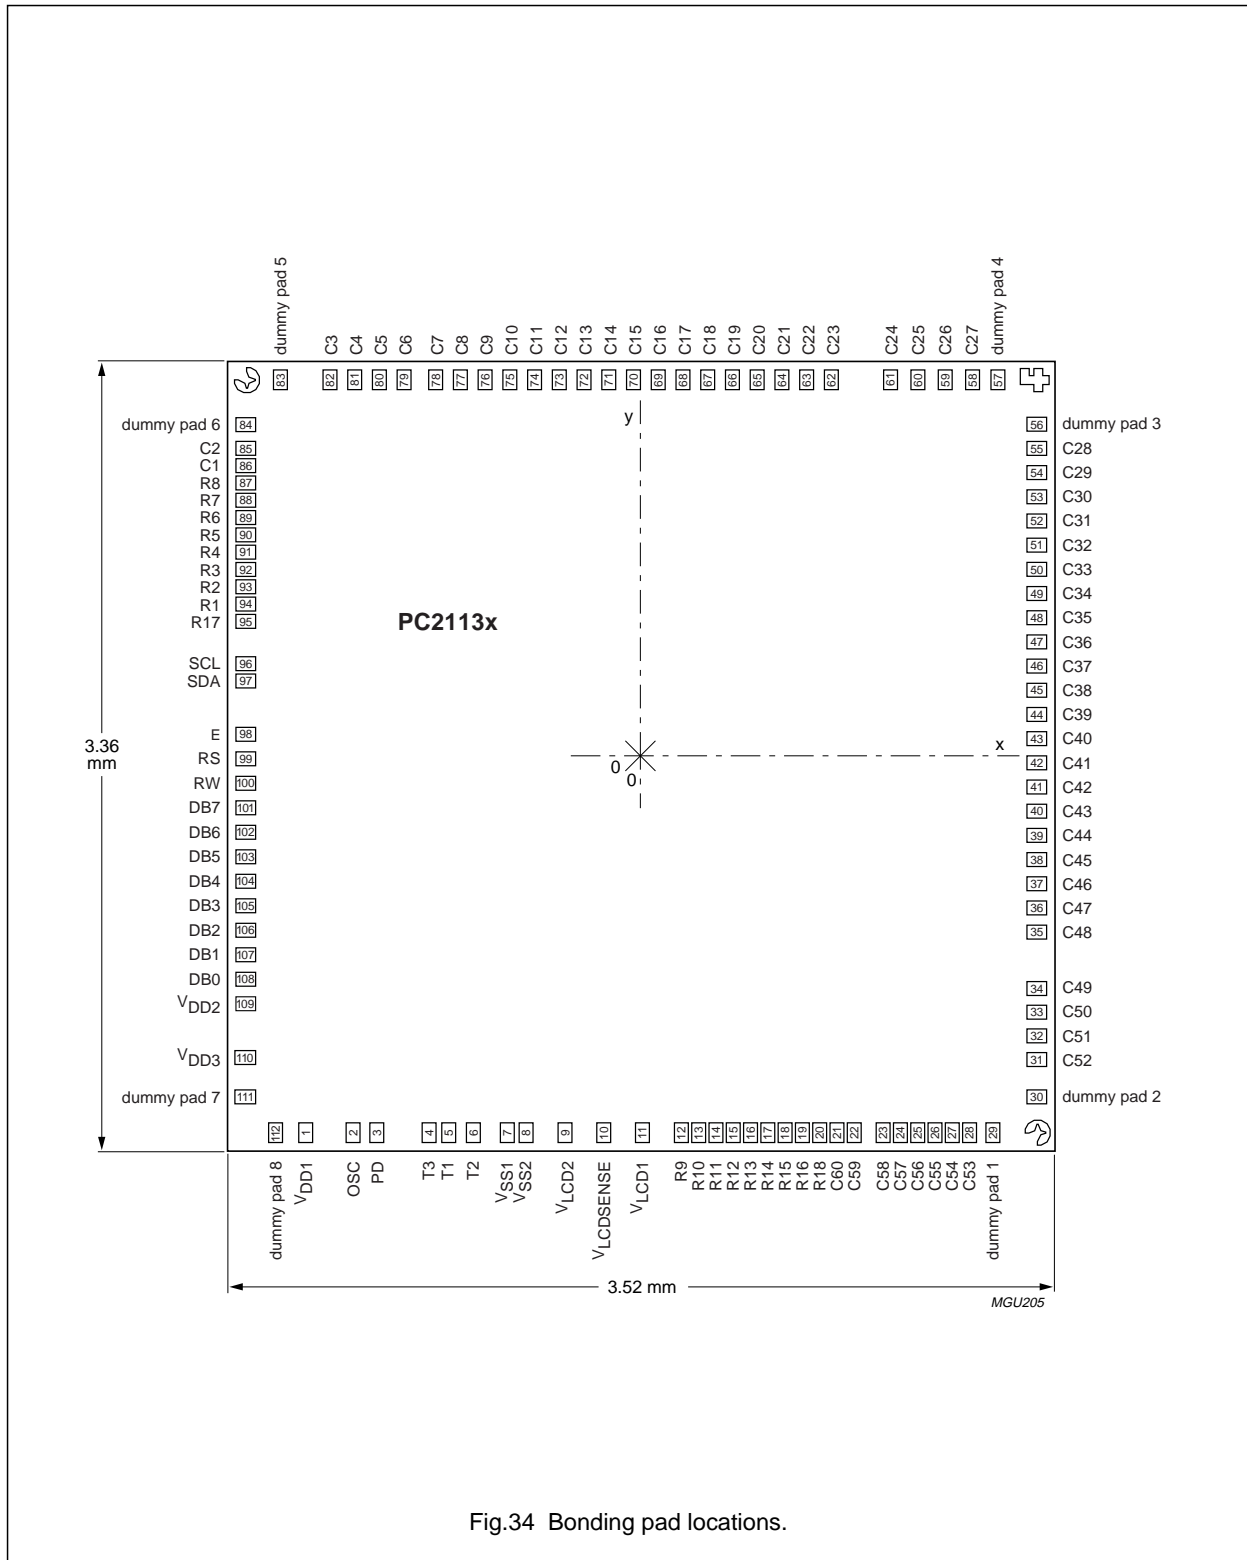 dummy pad 5
C3
C4
C5
C6
C7
C8
C9
C10
C11
C12
C13
C14
C15
C16
C17
C18
C19
C20
C21
C22
C23
C24
C25
C26
C27
dummy pad 4
83
82
81
80
79
78
77
76
75
74
73
72
71
70
69
68
67
66
65
64
63
62
61
60
59
58
57
dummy pad 6 84
C2 85
C1 86
R8 87
R7 88
R6 89
R5 90
R4 91
R3 92
R2 93
R1 94
R17 95
SCL 96
SDA 97
E 98
RS 99
RW 100
DB7 101
DB6 102
DB5 103
DB4 104
DB3 105
DB2 106
DB1 107
DB0 108
VDD2 109
VDD3 110
dummy pad 7 111
y
PC2113x
x
0
0
3.36
mm
56 dummy pad 3
55 C28
54 C29
53 C30
52 C31
51 C32
50 C33
49 C34
48 C35
47 C36
46 C37
45 C38
44 C39
43 C40
42 C41
41 C42
40 C43
39 C44
38 C45
37 C46
36 C47
35 C48
34 C49
33 C50
32 C51
31 C52
30 dummy pad 2
112
1
2
3
4
5
6
7
8
9
10
11
12
13
14
15
16
17
18
19
20
21
22
23
24
25
26
27
28
29
dummy pad 8
VDD1
OSC
PD
T3
T1
T2
VSS1
VSS2
VLCD2
VLCDSENSE
VLCD1
R9
R10
R11
R12
R13
R14
R15
R16
R18
C60
C59
C58
C57
C56
C55
C54
C53
dummy pad 1
3.52 mm
MGU205
Fig.34 Bonding pad locations.